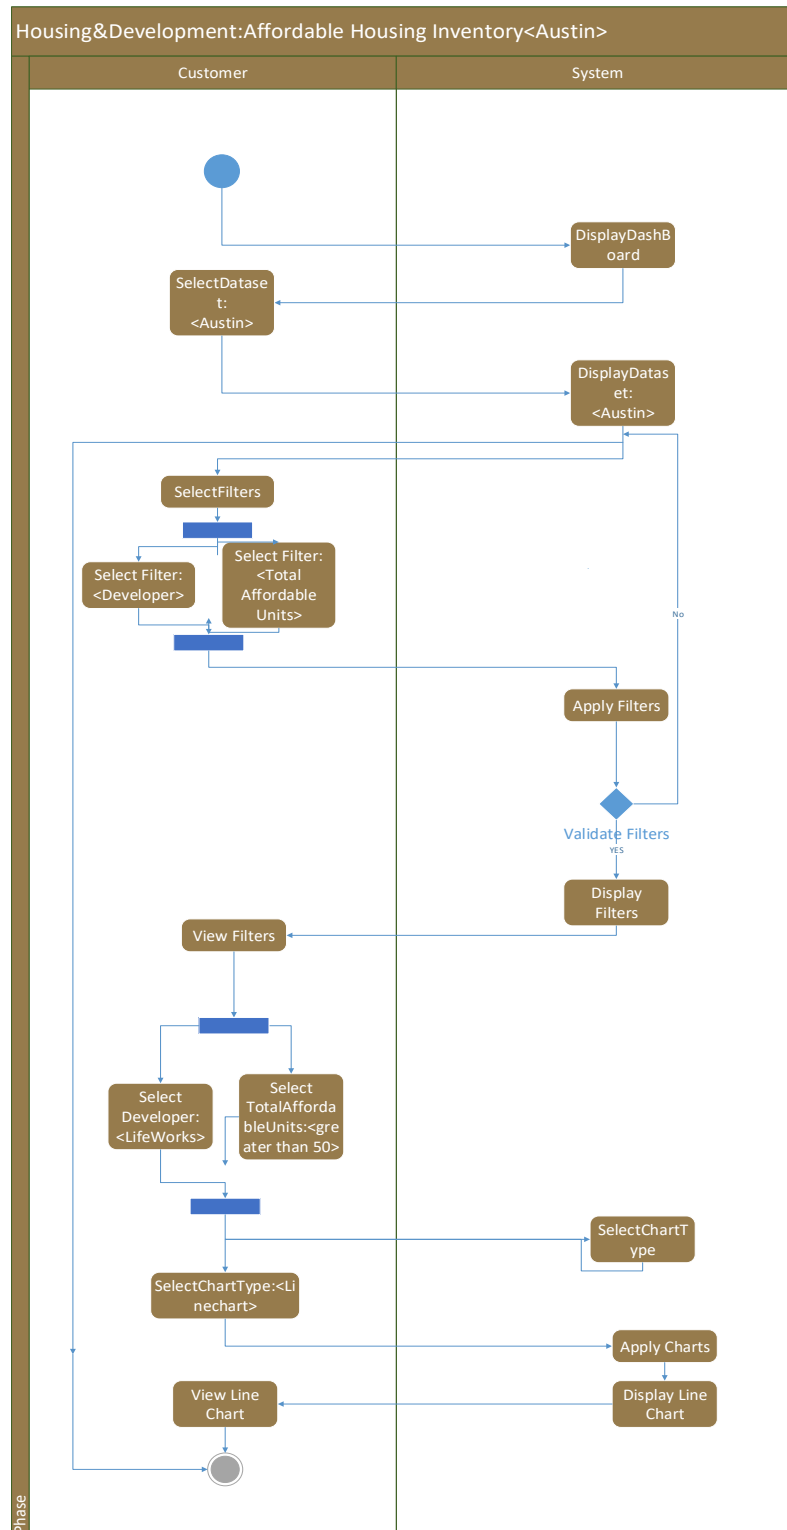 Housing&Development:Affordable Housing Inventory<Austin>
Customer
System
DisplayDashB
oard
SelectDatase
t:
<Austin>
DisplayDatas
et:
<Austin>
SelectFilters
Select Filter:
<Developer>
Select Filter:
<Total
Affordable
Units>
No
Apply Filters
Validate Filters
YES
Display
Filters
View Filters
Select
Developer:
<LifeWorks>
Select
TotalAfforda
bleUnits:<gre
ater than 50>
SelectChartT
ype
SelectChartType:<Li
nechart>
Apply Charts
View Line
Chart
Display Line
Chart
Phase